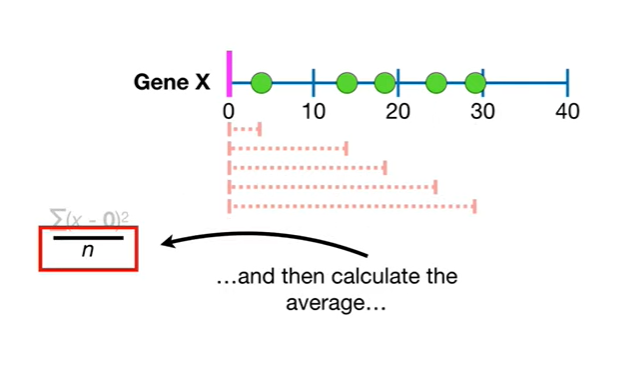 Gene X
0 10 20 30 40
∑(x - 0)²
n
…and then calculate the
average…